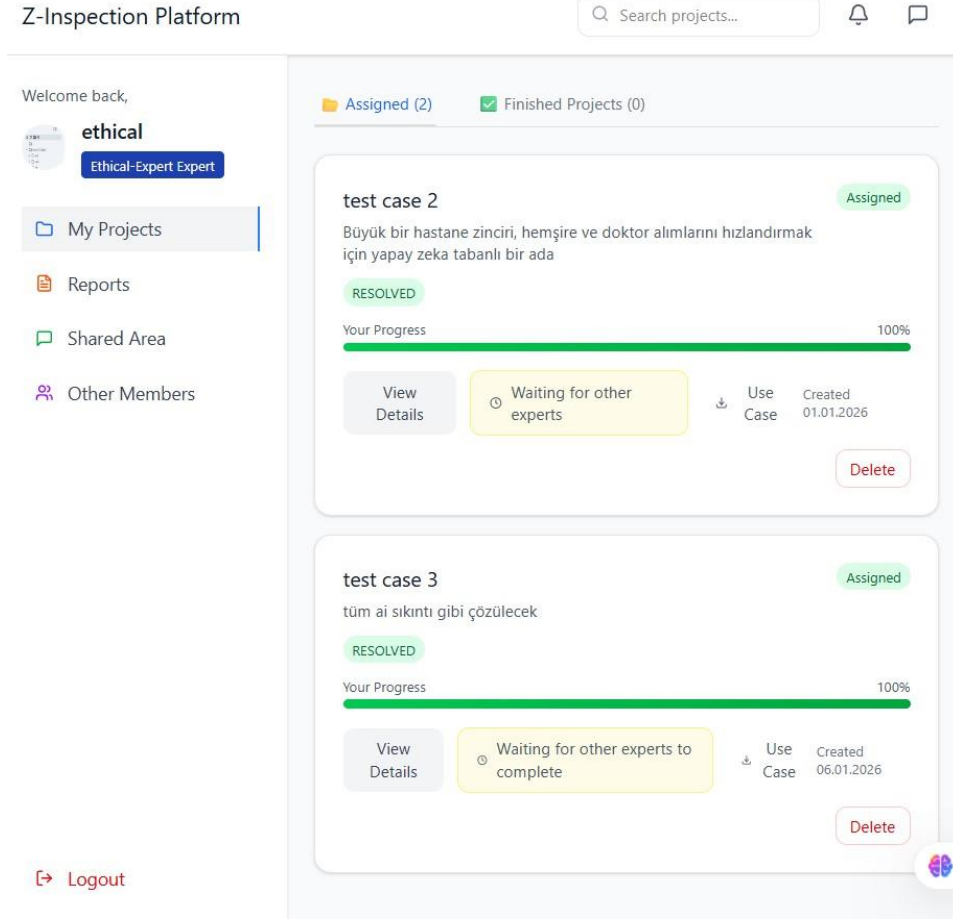 Z-Inspection Platform
Search projects...
Welcome back,
ethical
Ethical-Expert Expert
My Projects
Reports
Shared Area
Other Members
Logout
Assigned (2)
Finished Projects (0)
test case 2
Assigned
Büyük bir hastane zinciri, hemşire ve doktor alımlarını hızlandırmak
için yapay zeka tabanlı bir ada
RESOLVED
Your Progress
100%
View
Details
Waiting for other
experts
Use
Case
Created
01.01.2026
Delete
test case 3
Assigned
tüm ai sıkıntı gibi çözülecek
RESOLVED
Your Progress
100%
View
Details
Waiting for other experts to
complete
Use
Case
Created
06.01.2026
Delete